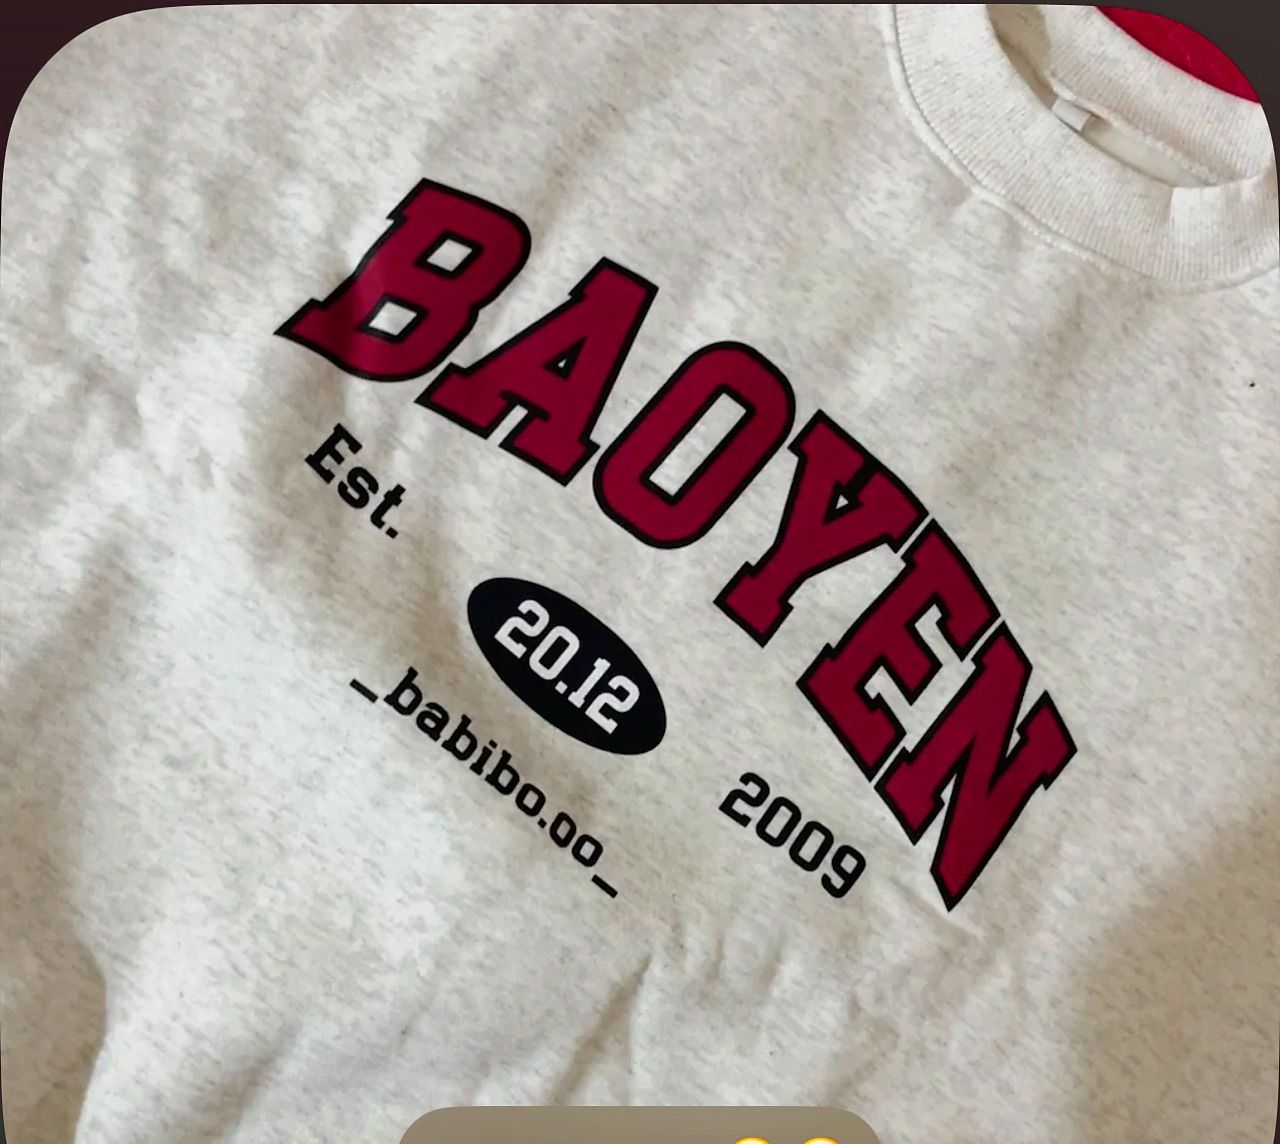 BAOYEN
Est.
20.12
2009
_babibo.oo_